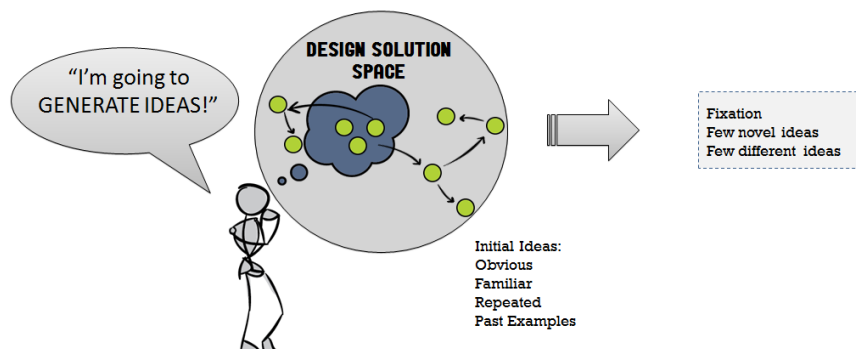 “I’m going to
GENERATE IDEAS!”
DESIGN SOLUTION
SPACE
Initial Ideas:
Obvious
Familiar
Repeated
Past Examples
Fixation
Few novel ideas
Few different ideas